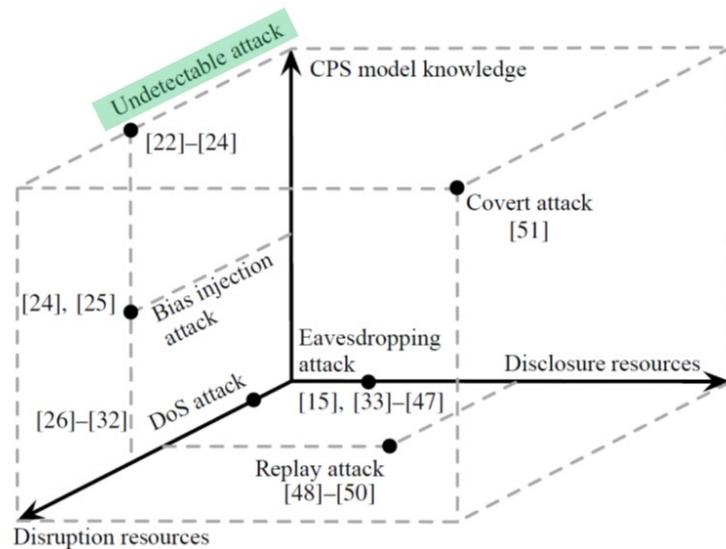 Undetectable attack
CPS model knowledge
[22]–[24]
Covert attack
[51]
[24], [25]
Bias injection
attack
Eavesdropping
attack
Disclosure resources
DoS attack
[15], [33]–[47]
[26]–[32]
Replay attack
[48]–[50]
Disruption resources